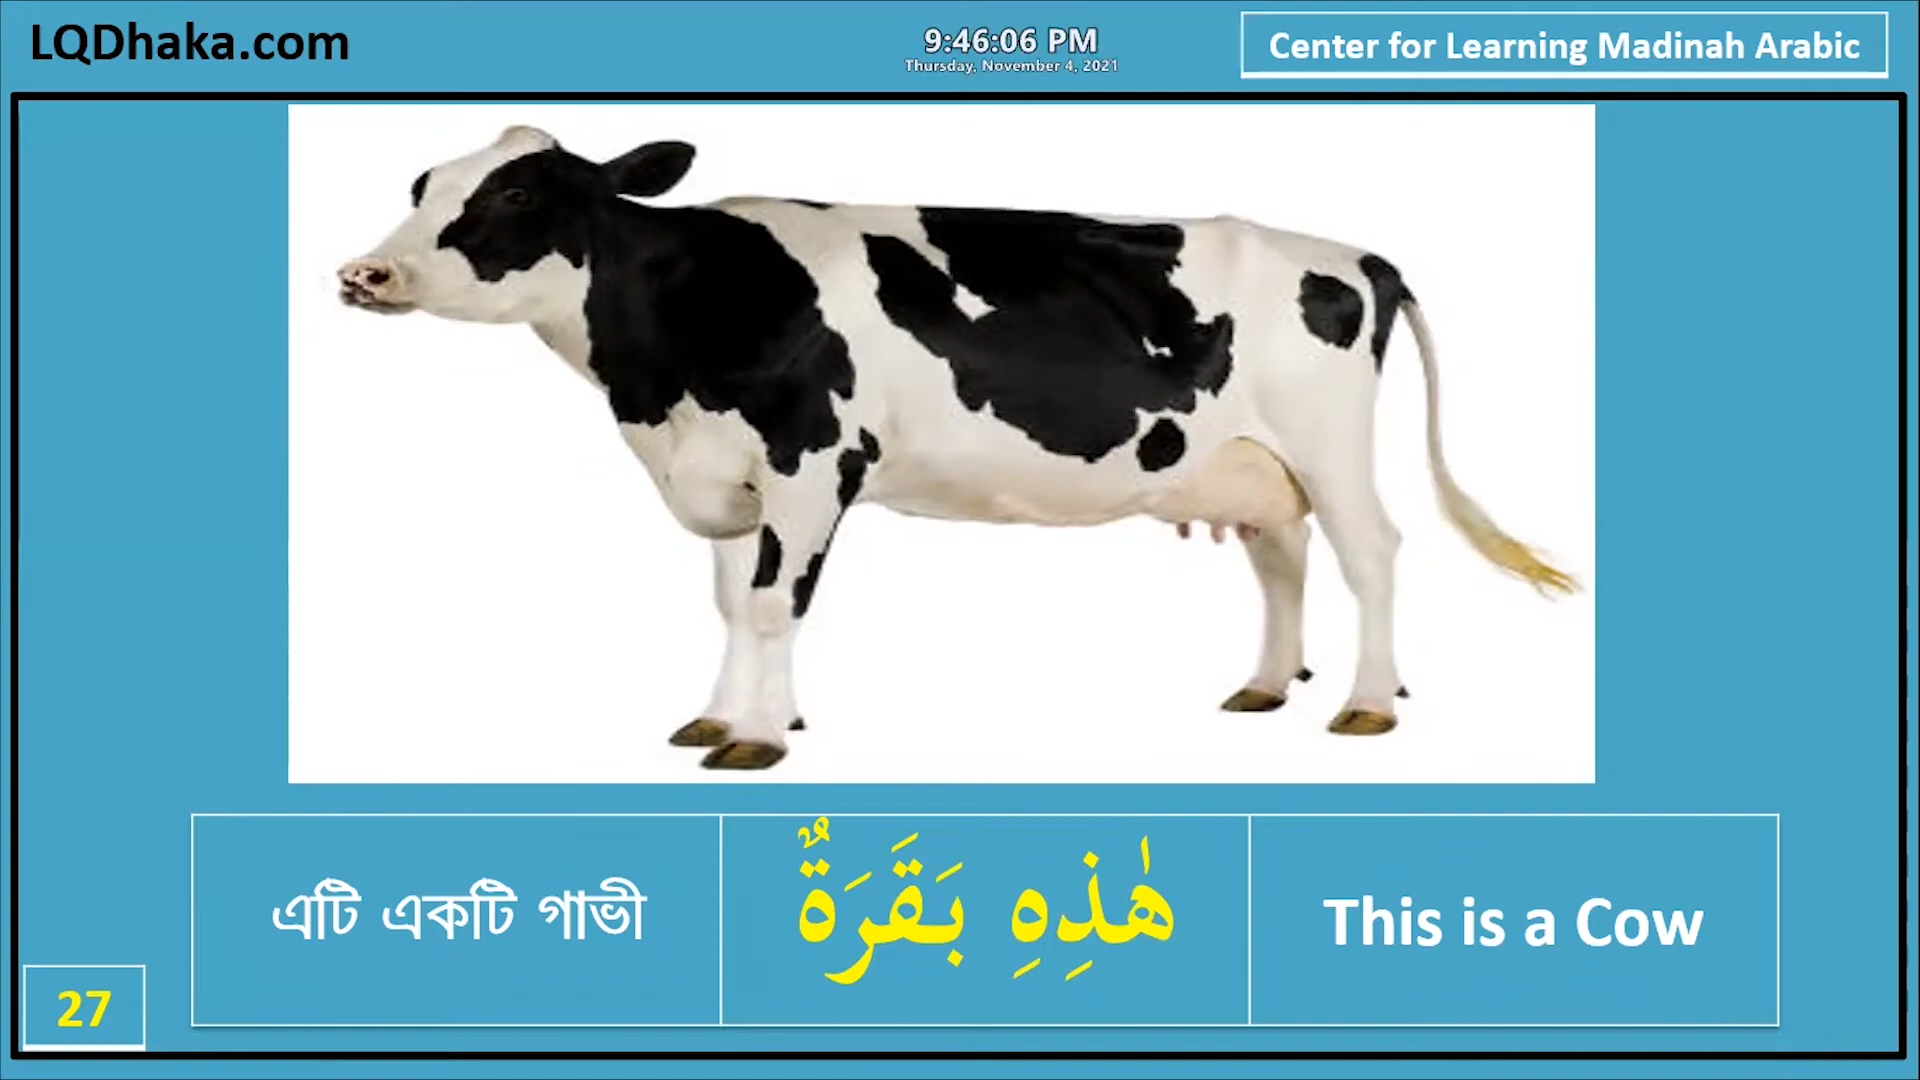 LQDhaka.com
9:46:06 PM
Thursday, November 4, 2021
Center for Learning Madinah Arabic
এটি একটি গাভী
هٰذِهِ بَقَرَةٌ
This is a Cow
27